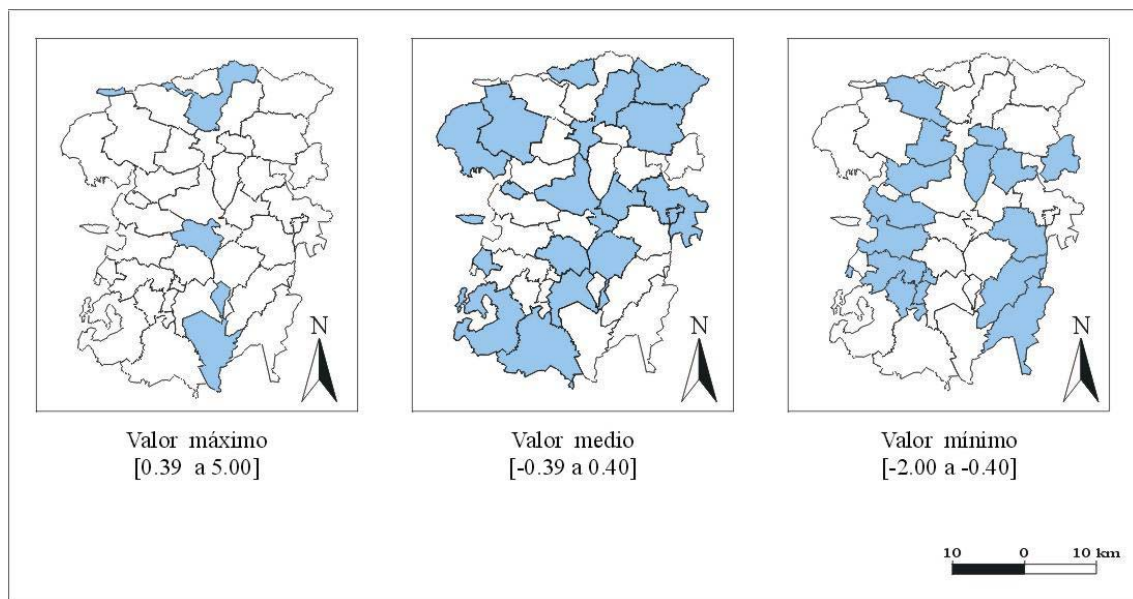 N
N
N
Valor máximo
[0.39 a 5.00]
Valor medio
[-0.39 a 0.40]
Valor mínimo
[-2.00 a -0.40]
10 0 10 km